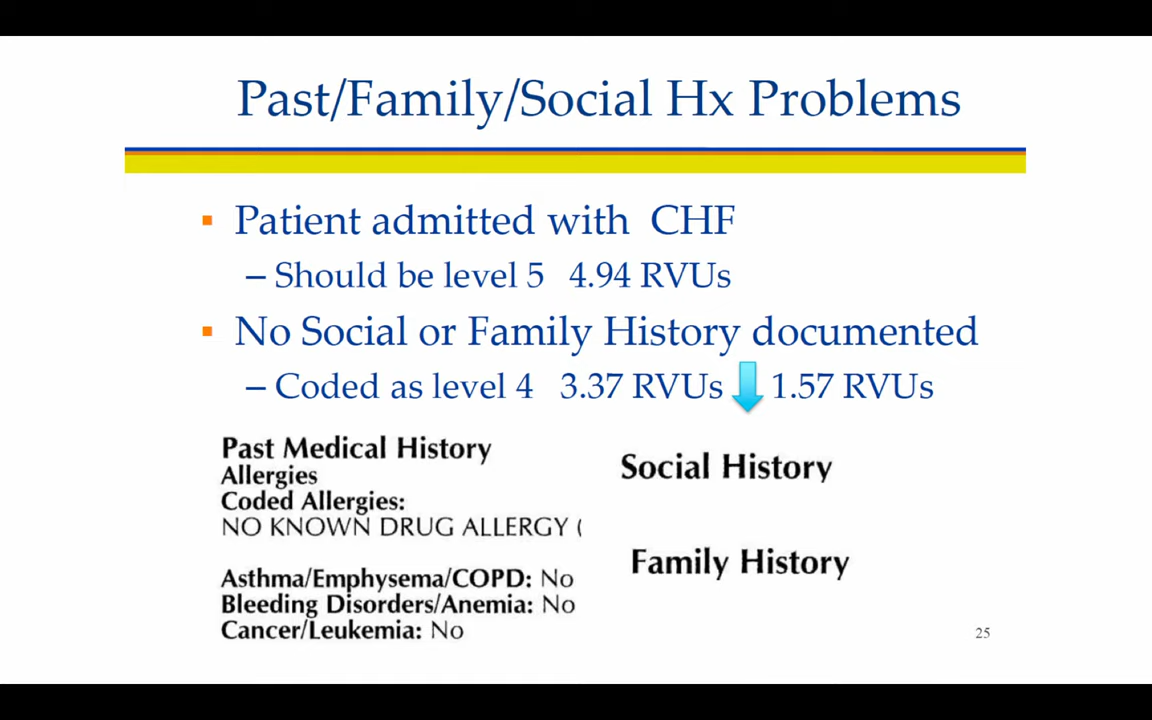 Past/Family/Social Hx Problems
▪ Patient admitted with CHF
– Should be level 5 4.94 RVUs
▪ No Social or Family History documented
– Coded as level 4 3.37 RVUs 1.57 RVUs
Past Medical History
Allergies
Coded Allergies:
NO KNOWN DRUG ALLERGY (
Asthma/Emphysema/COPD: No
Bleeding Disorders/Anemia: No
Cancer/Leukemia: No
Social History
Family History
25